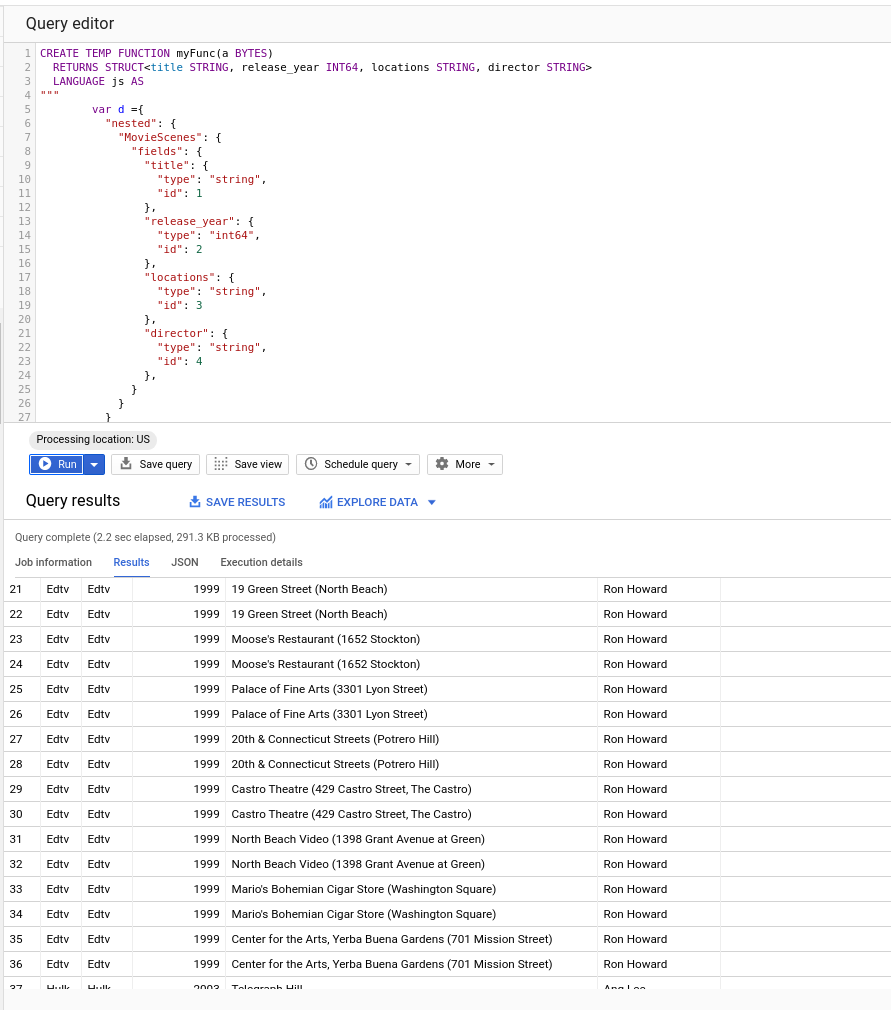 Query editor
1 CREATE TEMP FUNCTION myFunc(a BYTES)
2 RETURNS STRUCT<title STRING, release_year INT64, locations STRING, director STRING>
3 LANGUAGE js AS
4 """
5 var d ={
6 "nested": {
7 "MovieScenes": {
8 "fields": {
9 "title": {
10 "type": "string",
11 "id": 1
12 },
13 "release_year": {
14 "type": "int64",
15 "id": 2
16 },
17 "locations": {
18 "type": "string",
19 "id": 3
20 },
21 "director": {
22 "type": "string",
23 "id": 4
24 },
25 }
26 }
27 }
Processing location: US
Run Save query Save view Schedule query More
Query results SAVE RESULTS EXPLORE DATA
Query complete (2.2 sec elapsed, 291.3 KB processed)
Job information Results JSON Execution details
21 Edtv Edtv 1999 19 Green Street (North Beach) Ron Howard
22 Edtv Edtv 1999 19 Green Street (North Beach) Ron Howard
23 Edtv Edtv 1999 Moose's Restaurant (1652 Stockton) Ron Howard
24 Edtv Edtv 1999 Moose's Restaurant (1652 Stockton) Ron Howard
25 Edtv Edtv 1999 Palace of Fine Arts (3301 Lyon Street) Ron Howard
26 Edtv Edtv 1999 Palace of Fine Arts (3301 Lyon Street) Ron Howard
27 Edtv Edtv 1999 20th & Connecticut Streets (Potrero Hill) Ron Howard
28 Edtv Edtv 1999 20th & Connecticut Streets (Potrero Hill) Ron Howard
29 Edtv Edtv 1999 Castro Theatre (429 Castro Street, The Castro) Ron Howard
30 Edtv Edtv 1999 Castro Theatre (429 Castro Street, The Castro) Ron Howard
31 Edtv Edtv 1999 North Beach Video (1398 Grant Avenue at Green) Ron Howard
32 Edtv Edtv 1999 North Beach Video (1398 Grant Avenue at Green) Ron Howard
33 Edtv Edtv 1999 Mario's Bohemian Cigar Store (Washington Square) Ron Howard
34 Edtv Edtv 1999 Mario's Bohemian Cigar Store (Washington Square) Ron Howard
35 Edtv Edtv 1999 Center for the Arts, Yerba Buena Gardens (701 Mission Street) Ron Howard
36 Edtv Edtv 1999 Center for the Arts, Yerba Buena Gardens (701 Mission Street) Ron Howard
37 Hulk Hulk 2003 Telegraph Hill Ang Lee